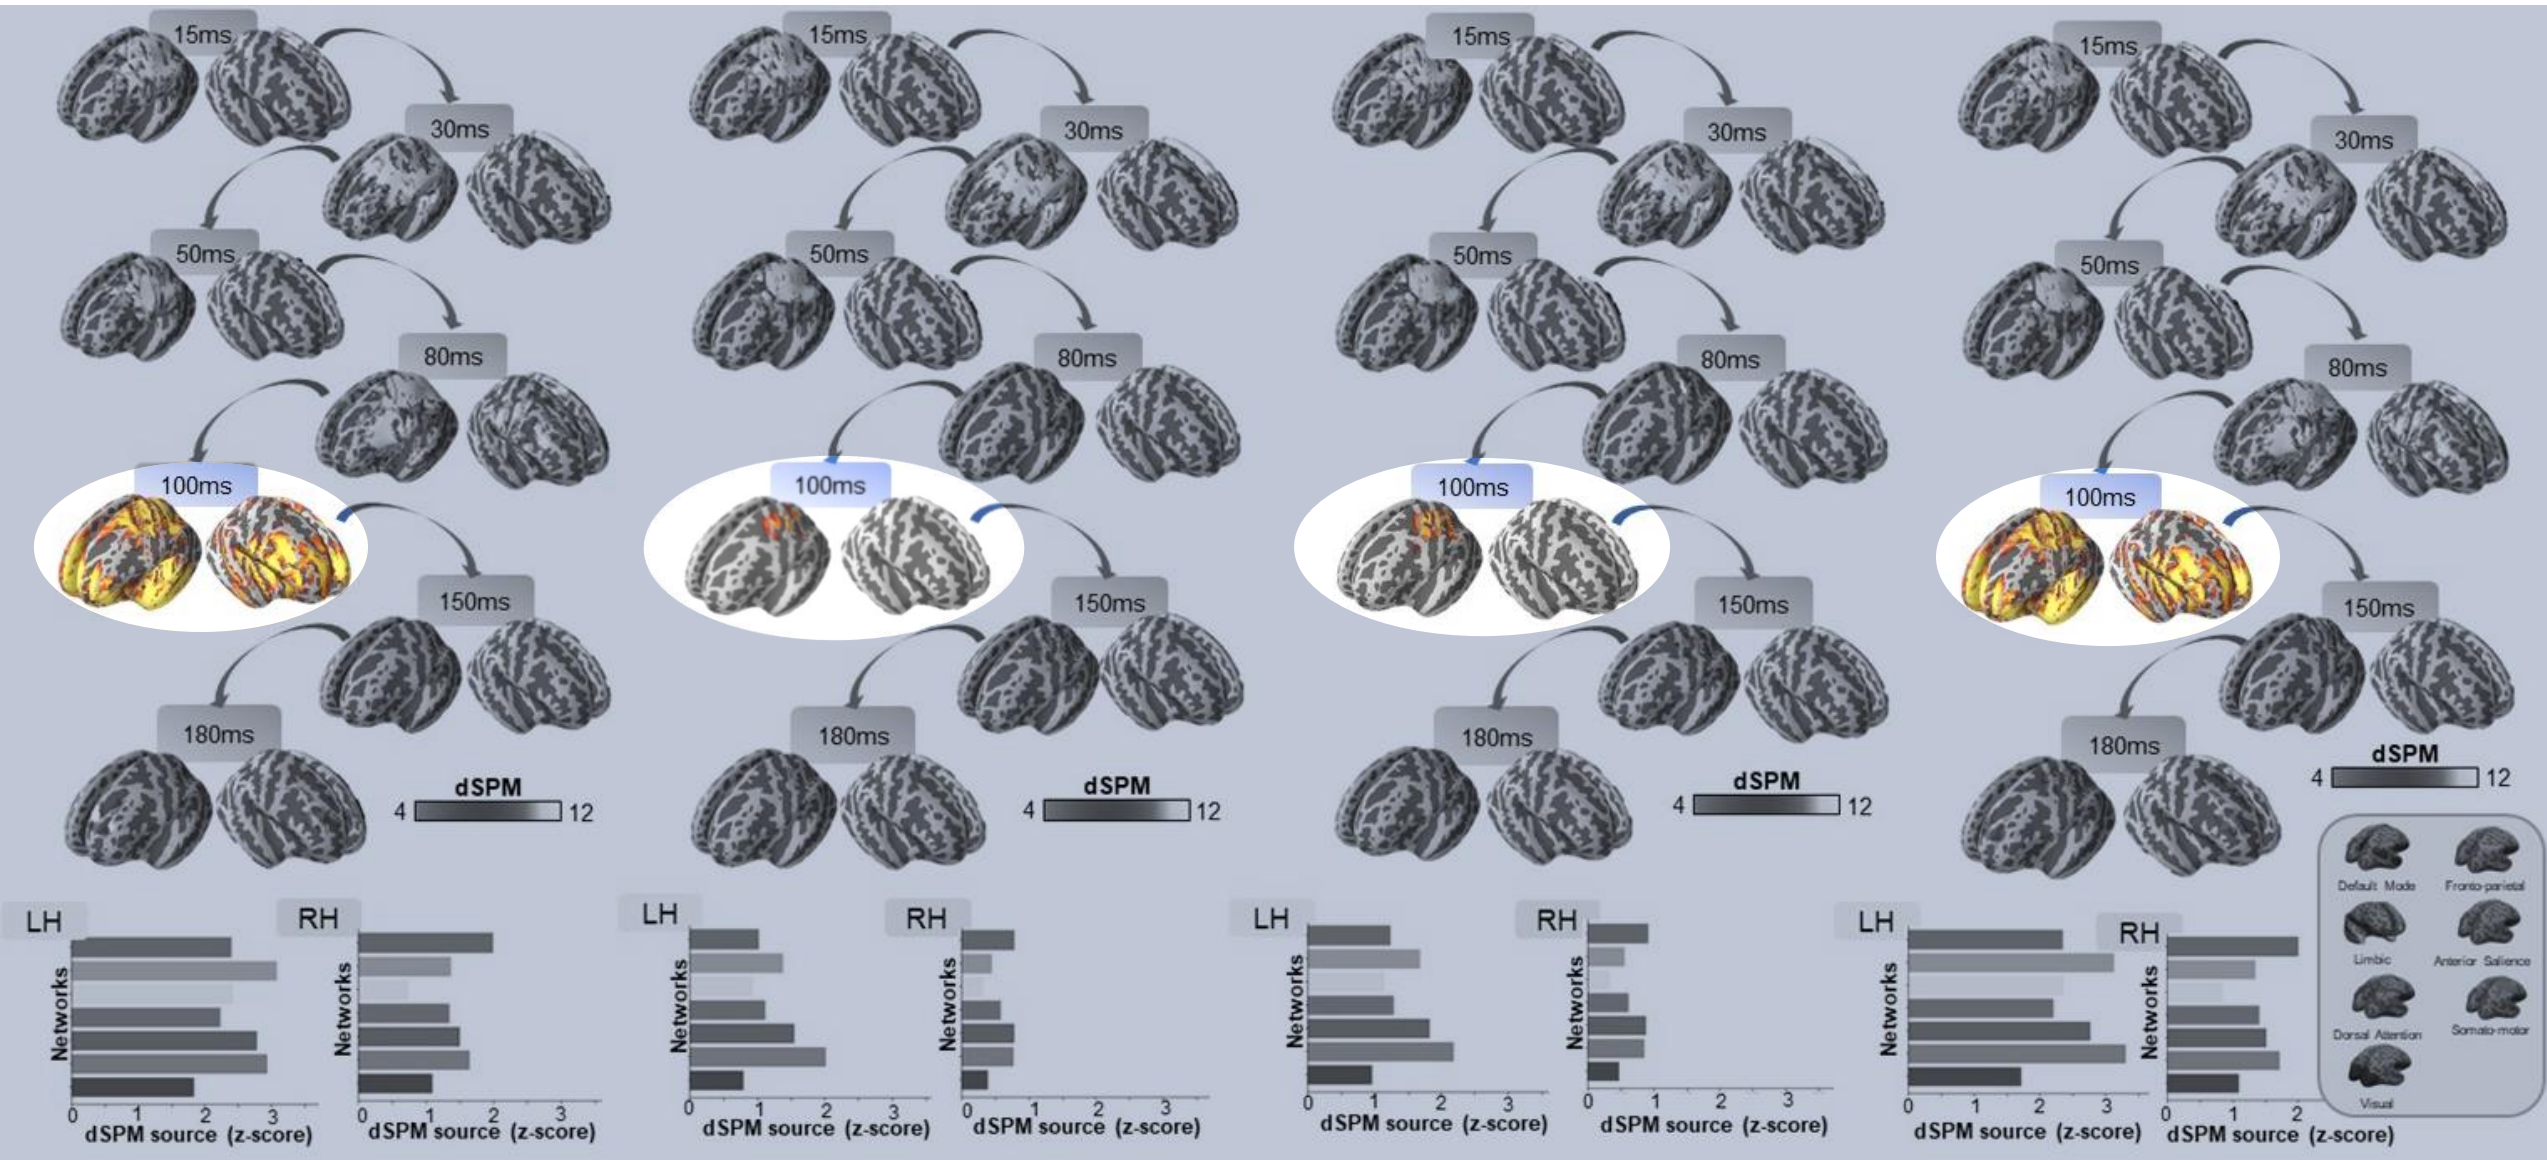 15ms
30ms
50ms
80ms
100ms
150ms
180ms
dSPM
4 12
LH
RH
Networks
0 1 2 3
dSPM source (z-score)
Networks
0 1 2 3
dSPM source (z-score)
15ms
30ms
50ms
80ms
100ms
150ms
180ms
dSPM
4 12
LH
RH
Networks
0 1 2 3
dSPM source (z-score)
Networks
0 1 2 3
dSPM source (z-score)
15ms
30ms
50ms
80ms
100ms
150ms
180ms
dSPM
4 12
LH
RH
Networks
0 1 2 3
dSPM source (z-score)
Networks
0 1 2 3
dSPM source (z-score)
15ms
30ms
50ms
80ms
100ms
150ms
180ms
dSPM
4 12
LH
RH
Networks
0 1 2 3
dSPM source (z-score)
Networks
0 1 2
dSPM source (z-score)
Default Mode Fronto-parietal
Limbic Anterior Salience
Dorsal Attention Somato-motor
Visual